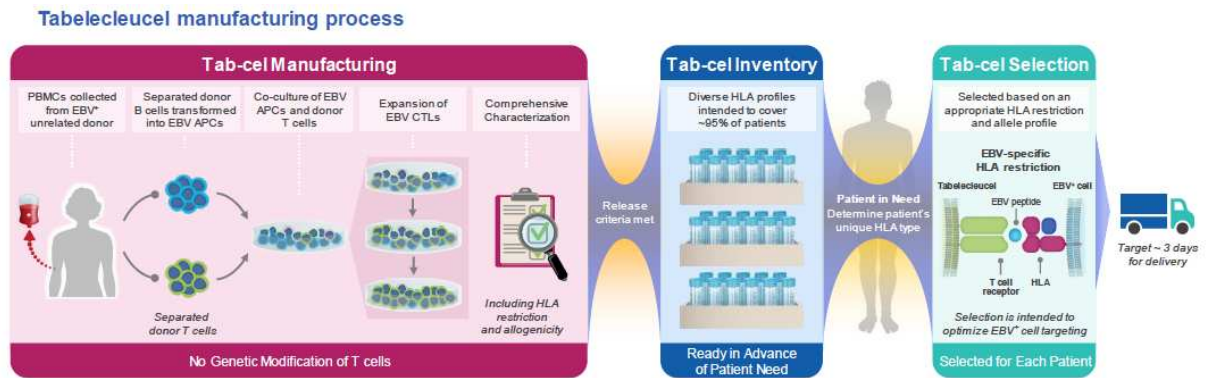 Tabelecleucel manufacturing process
Tab-cel Manufacturing
PBMCs collected
from EBV⁺
unrelated donor
Separated donor
B cells transformed
into EBV APCs
Co-culture of EBV
APCs and donor
T cells
Expansion of
EBV CTLs
Comprehensive
Characterization
Separated
donor T cells
Including HLA
restriction
and allogenicity
No Genetic Modification of T cells
Release
criteria met
Tab-cel Inventory
Diverse HLA profiles
intended to cover
~95% of patients
Ready in Advance
of Patient Need
Patient in Need
Determine patient's
unique HLA type
Tab-cel Selection
Selected based on an
appropriate HLA restriction
and allele profile
EBV-specific
HLA restriction
Tabelecleucel
EBV⁺ cell
EBV peptide
T cell
receptor
HLA
Selection is intended to
optimize EBV⁺ cell targeting
Selected for Each Patient
Target ~ 3 days
for delivery